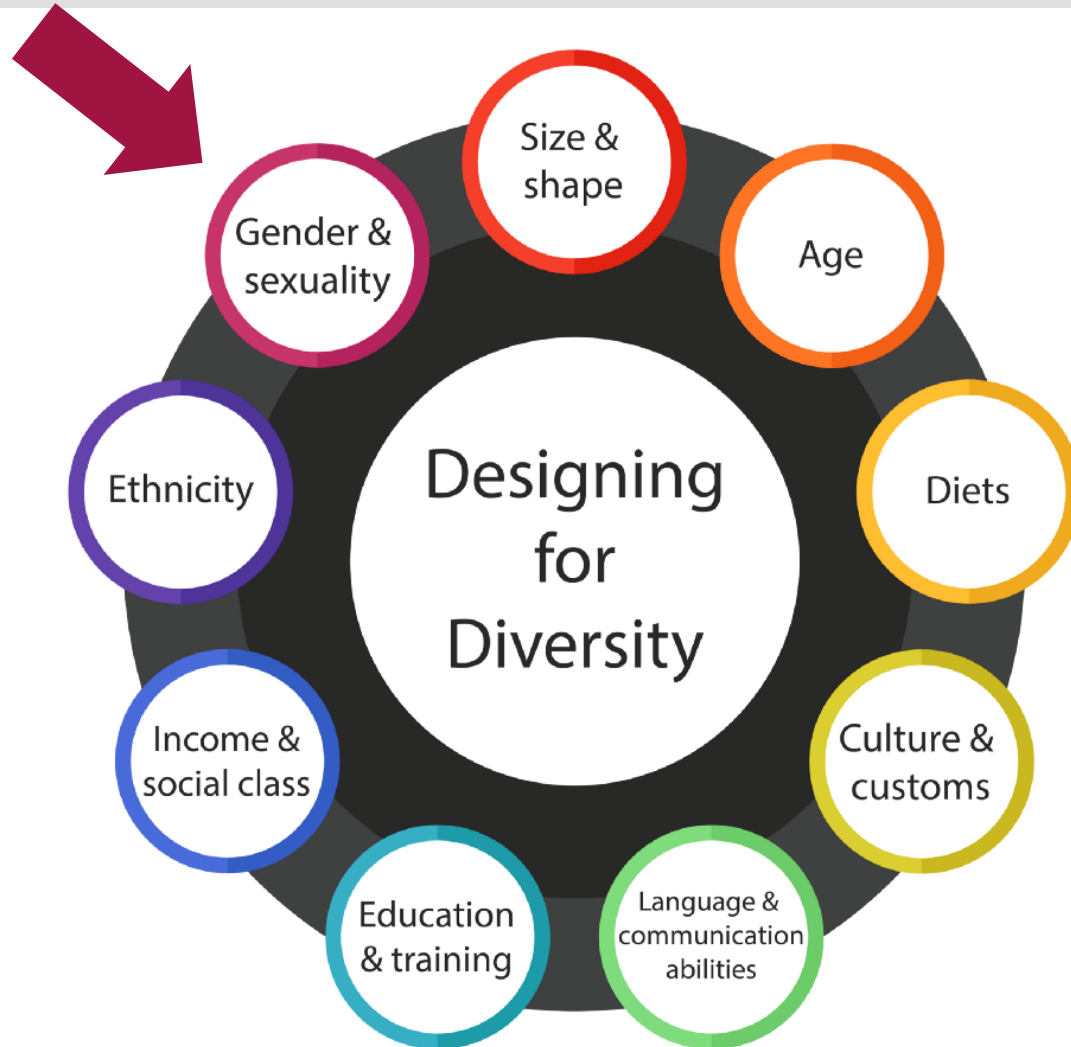 Designing
for
Diversity
Size &
shape
Age
Diets
Culture &
customs
Language &
communication
abilities
Education
& training
Income &
social class
Ethnicity
Gender &
sexuality